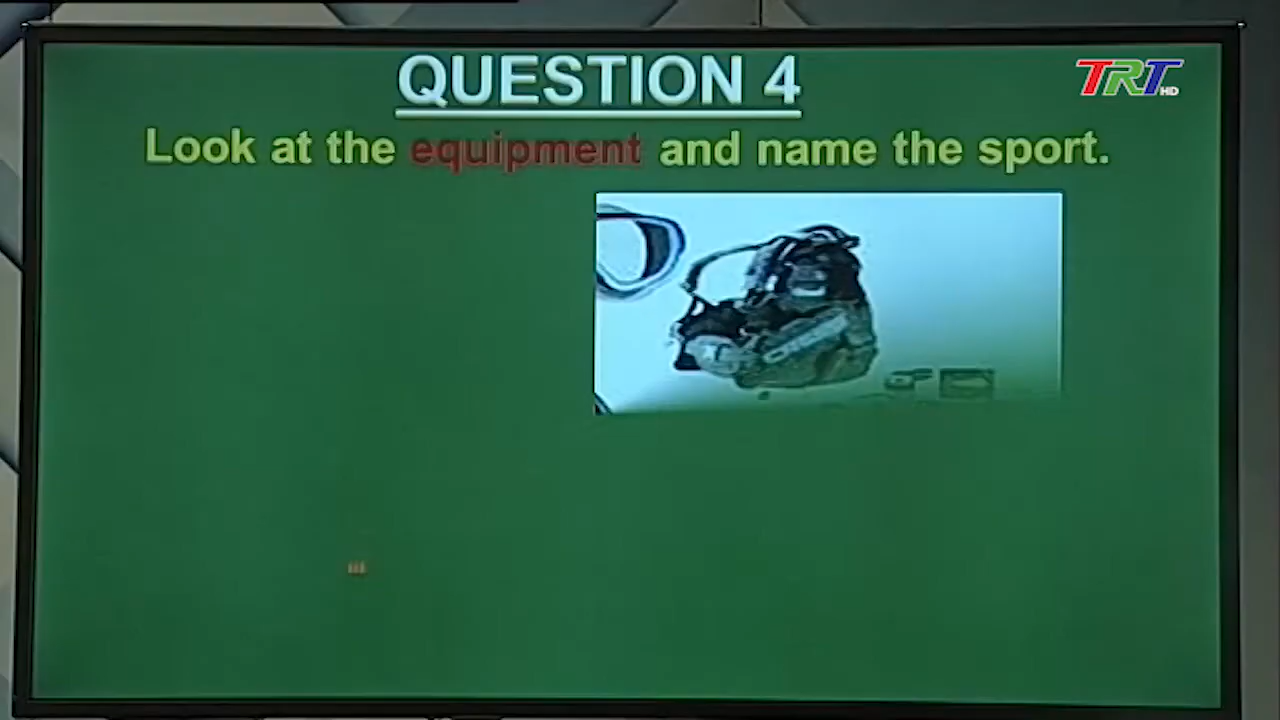 QUESTION 4
TRT HD
Look at the equipment and name the sport.